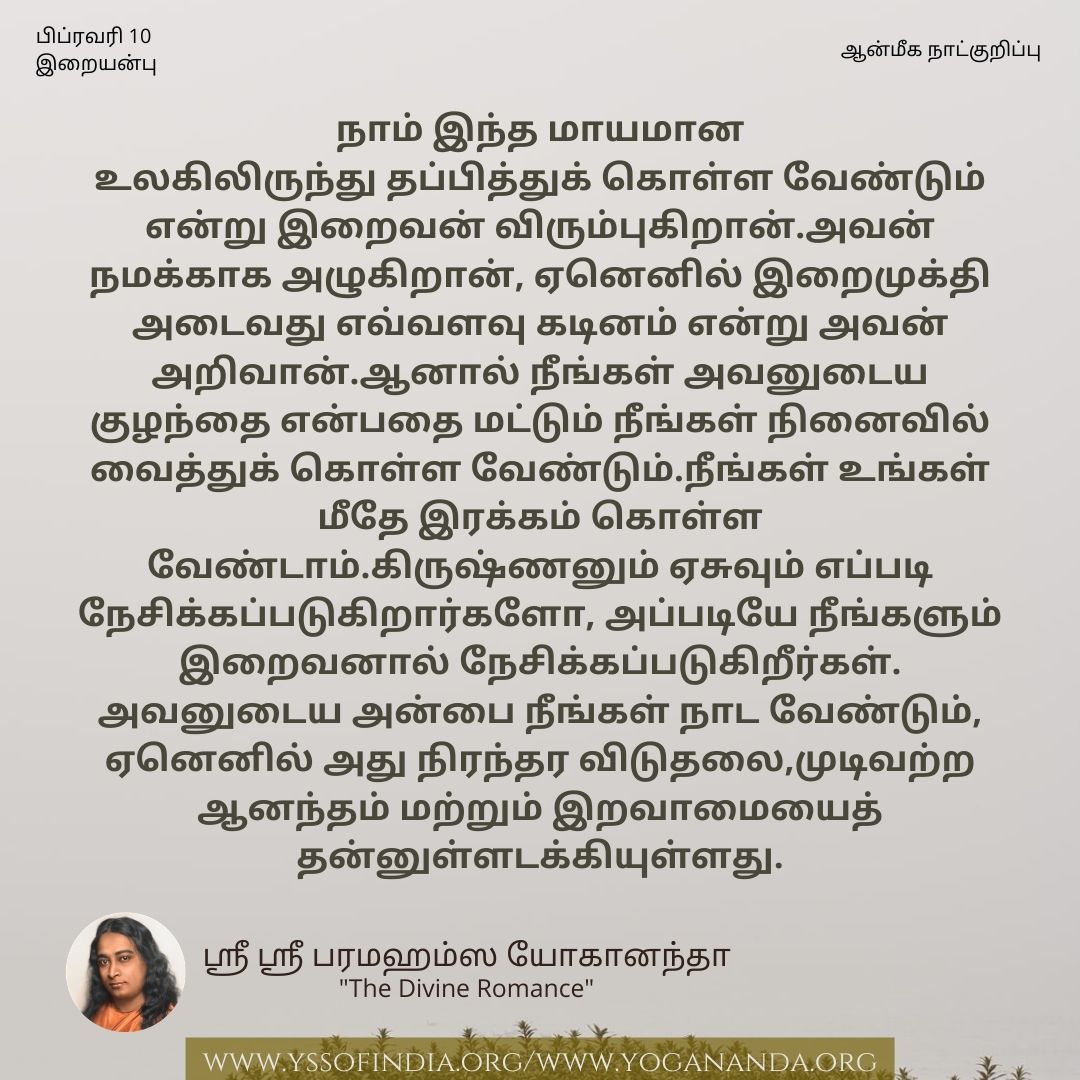 பிப்ரவரி 10
இறையன்பு
ஆன்மீக நாட்குறிப்பு
நாம் இந்த மாயமான
உலகிலிருந்து தப்பித்துக் கொள்ள வேண்டும்
என்று இறைவன் விரும்புகிறான்.அவன்
நமக்காக அழுகிறான், ஏனெனில் இறைமுக்தி
அடைவது எவ்வளவு கடினம் என்று அவன்
அறிவான்.ஆனால் நீங்கள் அவனுடைய
குழந்தை என்பதை மட்டும் நீங்கள் நினைவில்
வைத்துக் கொள்ள வேண்டும்.நீங்கள் உங்கள்
மீதே இரக்கம் கொள்ள
வேண்டாம்.கிருஷ்ணனும் ஏசுவும் எப்படி
நேசிக்கப்படுகிறார்களோ, அப்படியே நீங்களும்
இறைவனால் நேசிக்கப்படுகிறீர்கள்.
அவனுடைய அன்பை நீங்கள் நாட வேண்டும்,
ஏனெனில் அது நிரந்தர விடுதலை,முடிவற்ற
ஆனந்தம் மற்றும் இறவாமையைத்
தன்னுள்ளடக்கியுள்ளது.
ஸ்ரீ ஸ்ரீ பரமஹம்ஸ யோகானந்தா
"The Divine Romance"
WWW.YSSOFINDIA.ORG/WWW.YOGANANDA.ORG